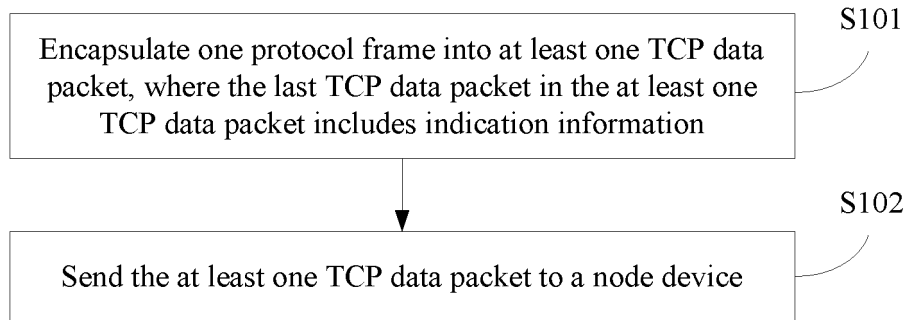 S101
Encapsulate one protocol frame into at least one TCP data
packet, where the last TCP data packet in the at least one
TCP data packet includes indication information
S102
Send the at least one TCP data packet to a node device